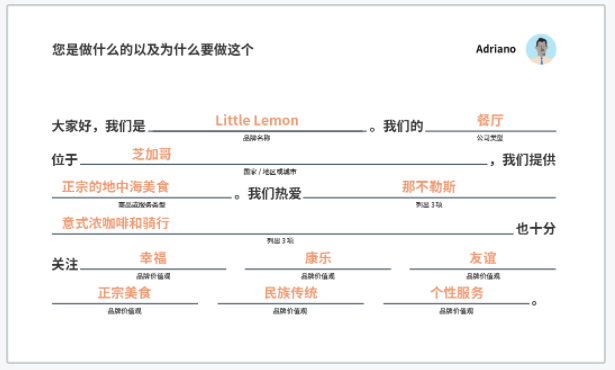 您是做什么的以及为什么要做这个
Adriano
大家好，我们是 Little Lemon 。我们的 餐厅
品牌名称 公司类型
位于 芝加哥 ，我们提供
国家 / 地区或城市
正宗的地中海美食 。我们热爱 那不勒斯
商品或服务类型 列出 3 项
意式浓咖啡和骑行 也十分
列出 3 项
关注 幸福 康乐 友谊
品牌价值观 品牌价值观 品牌价值观
正宗美食 民族传统 个性服务 。
品牌价值观 品牌价值观 品牌价值观